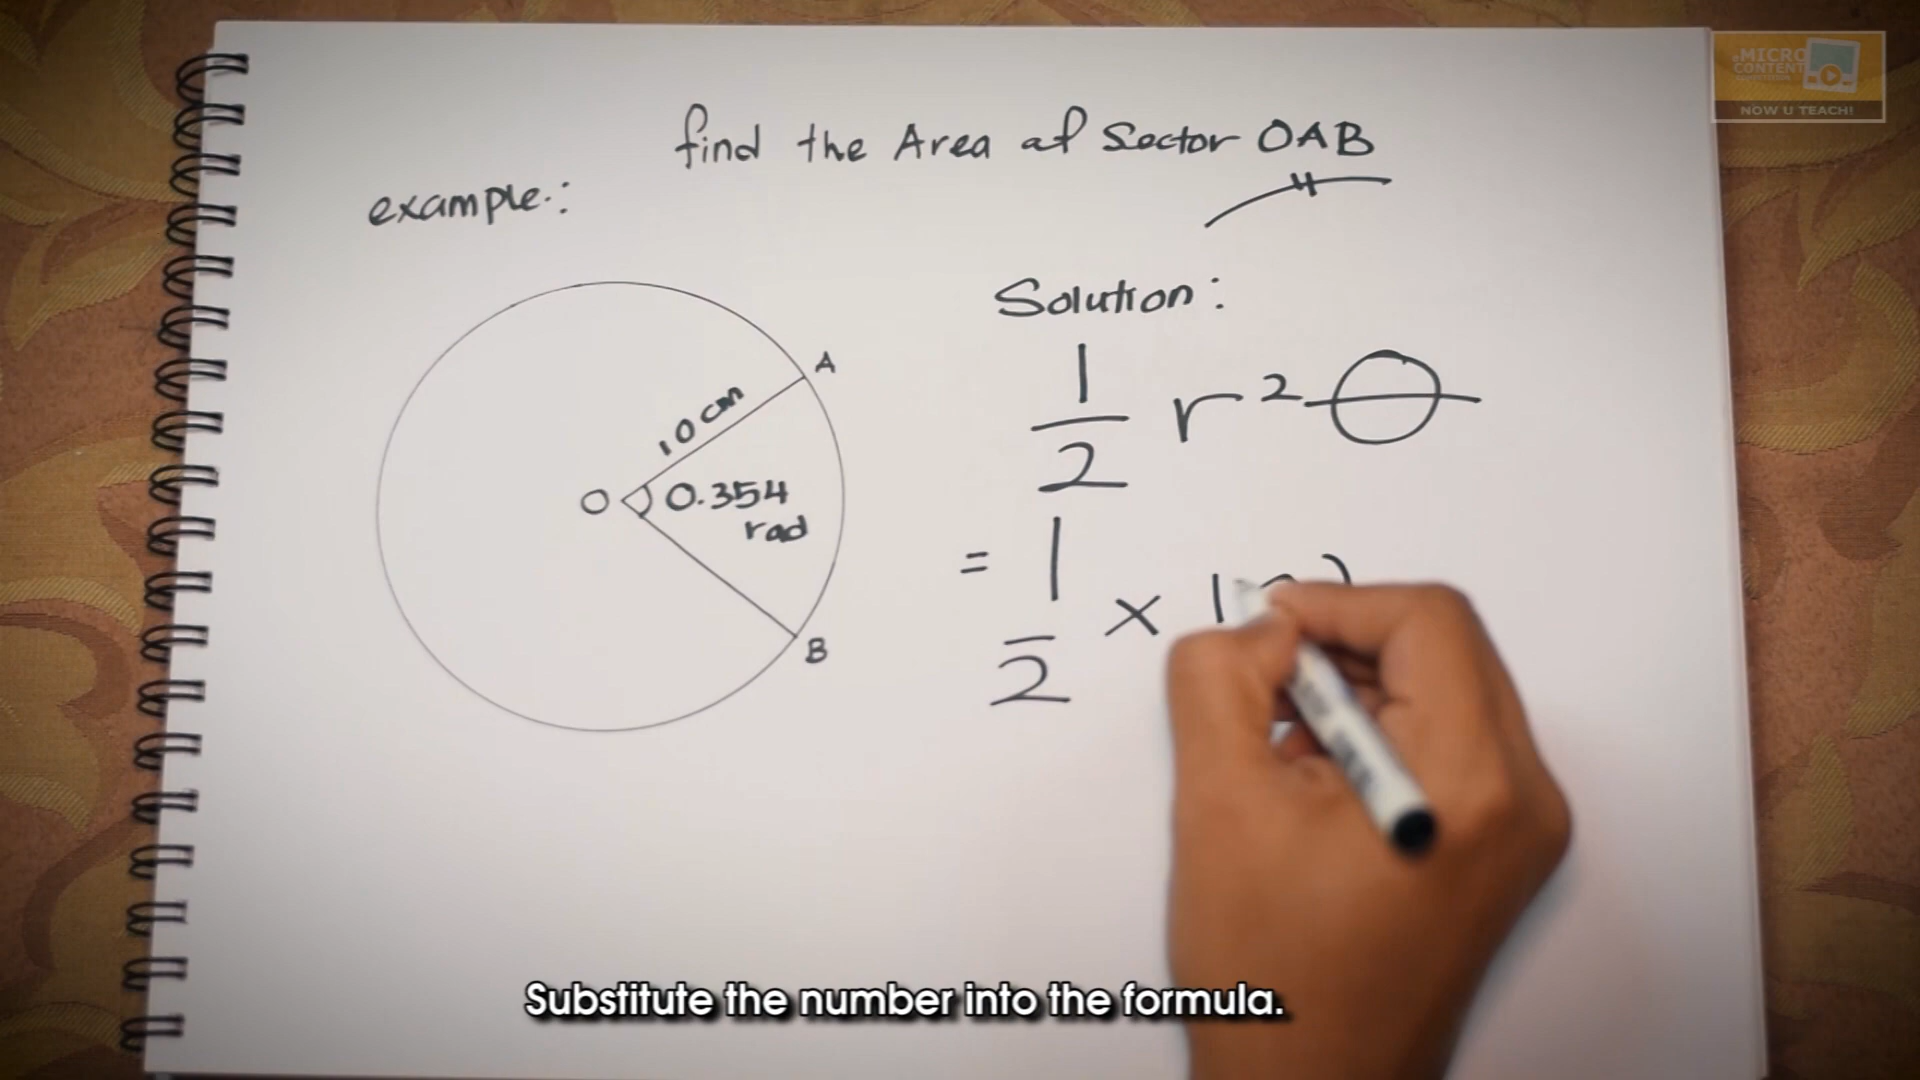 find the Area of Sector OAB
example:
Solution:
A
10 cm
1/2 r² θ
O 0.354
rad
= 1/2 ×
B
Substitute the number into the formula.
MICRO
CONTENT
NOW U TEACH!